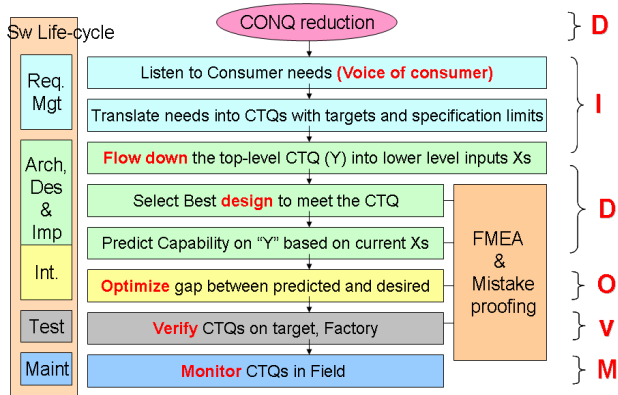 CONQ reduction
D
Sw Life-cycle
Req.
Mgt
Listen to Consumer needs (Voice of consumer)
Translate needs into CTQs with targets and specification limits
I
Arch,
Des
&
Imp
Flow down the top-level CTQ (Y) into lower level inputs Xs
Select Best design to meet the CTQ
Predict Capability on “Y” based on current Xs
D
FMEA
&
Mistake
proofing
Int.
Optimize gap between predicted and desired
O
Test
Verify CTQs on target, Factory
v
Maint
Monitor CTQs in Field
M